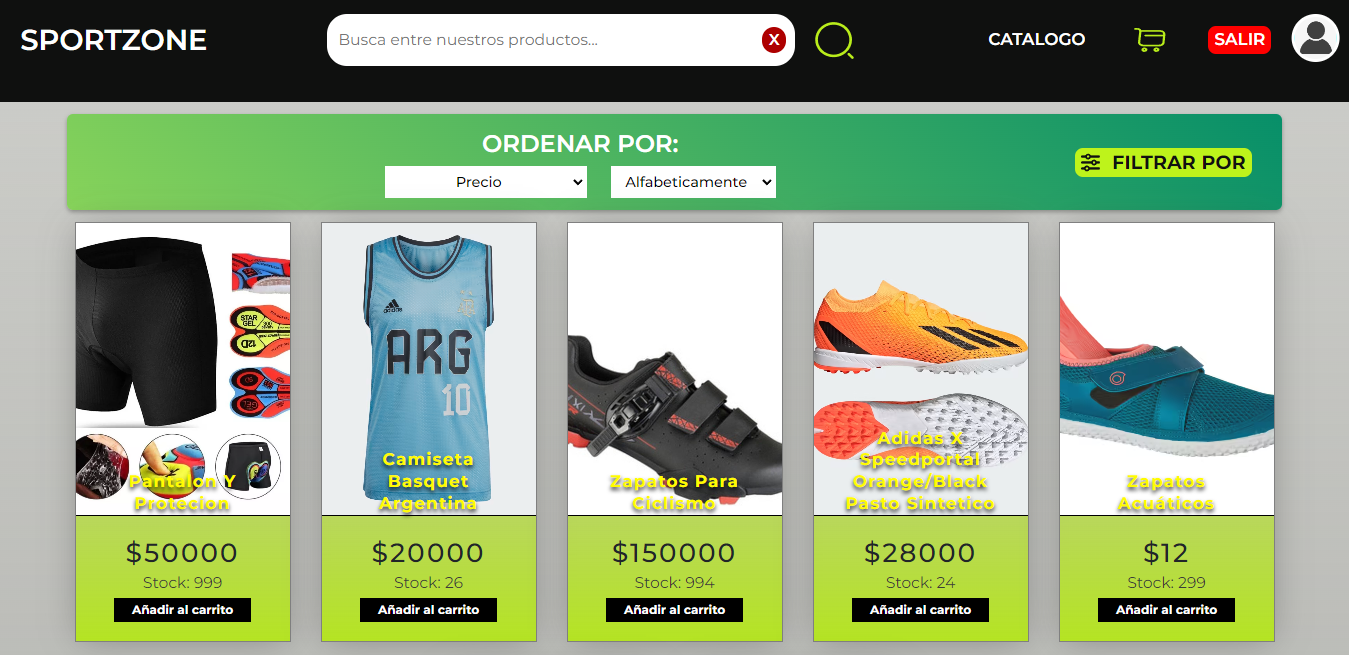 SPORTZONE
Busca entre nuestros productos...
X
CATALOGO
SALIR
ORDENAR POR:
Precio
Alfabeticamente
FILTRAR POR
STAR
GEL
12D
Pantalon Y
Protecion
$50000
Stock: 999
Añadir al carrito
adidas
ARG
10
Camiseta
Basquet
Argentina
$20000
Stock: 26
Añadir al carrito
Zapatos Para
Ciclismo
$150000
Stock: 994
Añadir al carrito
Adidas X
Speedportal
Orange/Black
Pasto Sintetico
$28000
Stock: 24
Añadir al carrito
Zapatos
Acuáticos
$12
Stock: 299
Añadir al carrito